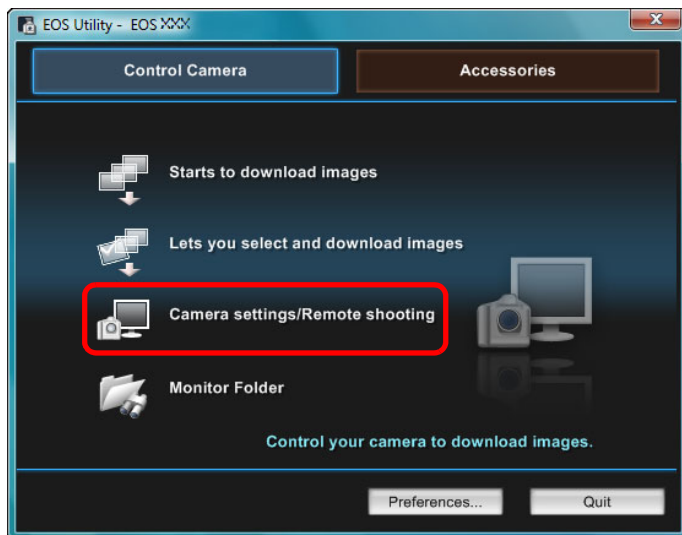 EOS Utility - EOS XXX
Control Camera
Accessories
Starts to download images
Lets you select and download images
Camera settings/Remote shooting
Monitor Folder
Control your camera to download images.
Preferences...
Quit